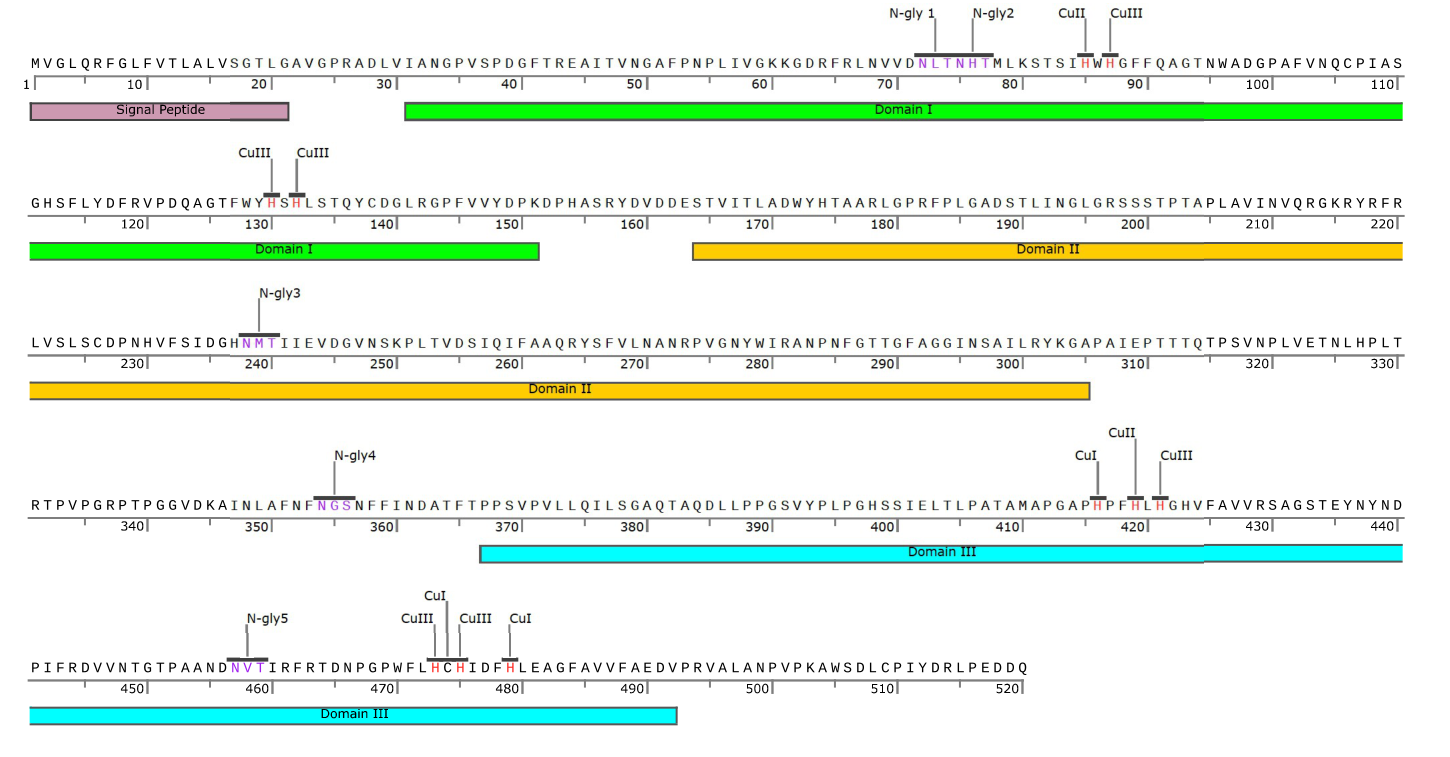 N-gly 1 N-gly2 CuII CuIII
MVGLQRFGLFVTLALVSGTLGAVGPRADLVIANGPVSPDGFTREAITVNGAFPNPLIVGKKGDRFRLNVVDNLTNHTMLKSTSIHWHGFFQAGTNWADGPAFVNQCPIAS
1 10 20 30 40 50 60 70 80 90 100 110
Signal Peptide Domain I
CuIII CuIII
GHSFLYDFRVPDQAGTFWYHSHLSTQYCDGLRGPFVVYDPKDPHASRYDVDDESTVITLADWYHTAARLGPRFPLGADSTLINGLGRSSSTPTAPLAVINVQRGKRYRFR
120 130 140 150 160 170 180 190 200 210 220
Domain I Domain II
N-gly3
LVSLSCDPNHVFSIDGHNMTIIEVDGVNSKPLTVDSIQIFAAQRYSFVLNANRPVGNYWIRANPNFGTTGFAGGINSAILRYKGAPAIEPTTTQTPSVNPLVETNLHPLT
230 240 250 260 270 280 290 300 310 320 330
Domain II
CuII
N-gly4 CuI CuIII
RTPVPGRPTPGGVDKAINLAFNFNGSNFFINDATFTPPSVPVLLQILSGAQTAQDLLPPGSVYPLPGHSSIELTLPATAMAPGAPHPFHLHGHVFAVVRSAGSTEYNYND
340 350 360 370 380 390 400 410 420 430 440
Domain III
CuI
N-gly5 CuIII CuIII CuI
PIFRDVVNTGTPAANDNVTIRFRTDNPGPWFLHCHIDFHLEAGFAVVFAEDVPRVALANPVPKAWSDLCPIYDRLPEDDQ
450 460 470 480 490 500 510 520
Domain III